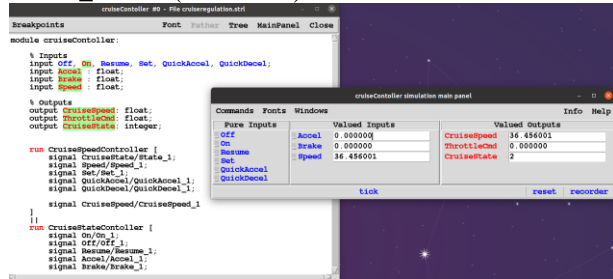 cruiseContoller #0 - File cruiseregulation.strl
Breakpoints Font Father Tree MainPanel Close
module cruiseContoller:
% Inputs
input Off, On, Resume, Set, QuickAccel, QuickDecel;
input Accel : float;
input Brake : float;
input Speed : float;
% Outputs
output CruiseSpeed: float;
output ThrottleCmd: float;
output CruiseState: integer;
run CruiseSpeedController [
signal CruiseState/State_1;
signal Speed/Speed_1;
signal Set/Set_1;
signal QuickAccel/QuickAccel_1;
signal QuickDecel/QuickDecel_1;
signal CruiseSpeed/CruiseSpeed_1
]
||
run CruiseStateContoller [
signal On/On_1;
signal Off/Off_1;
signal Resume/Resume_1;
signal Accel/Accel_1;
signal Brake/Brake_1;
cruiseContoller simulation main panel
Commands Fonts Windows Info Help
Pure Inputs Valued Inputs Valued Outputs
Off Accel 0.000000 CruiseSpeed 36.456001
On Brake 0.000000 ThrottleCmd 0.000000
Resume Speed 36.456001 CruiseState 2
Set
QuickAccel
QuickDecel
tick reset recorder